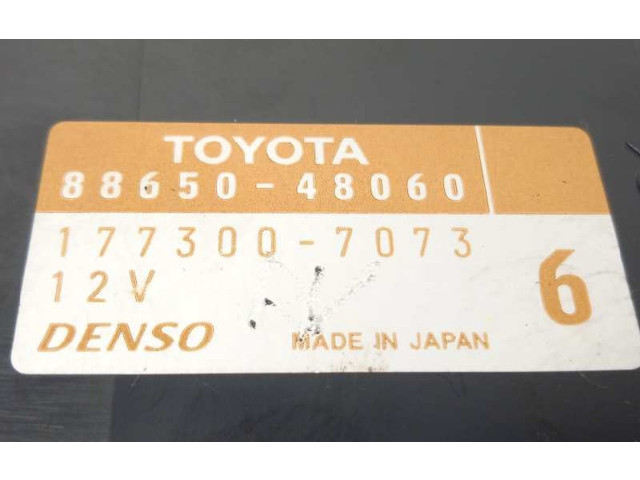 TOYOTA
88650-48060
177300-7073
12V
6
DENSO
MADE IN JAPAN